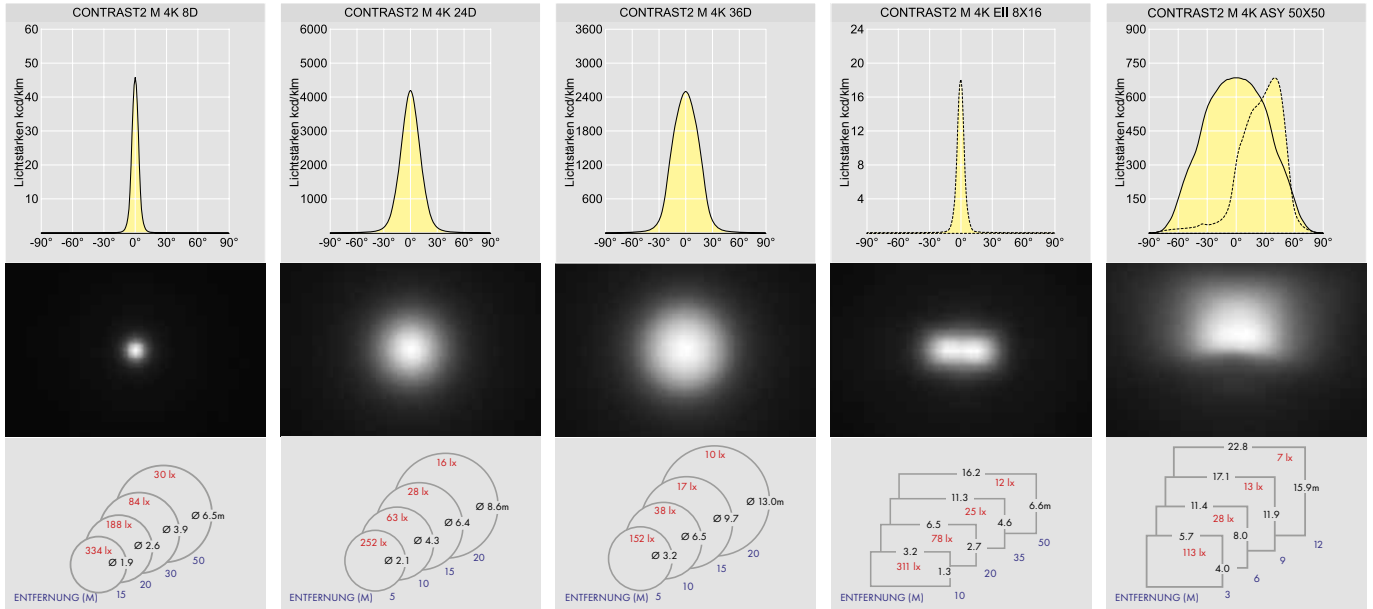 CONTRAST2 M 4K 8D
60
50
40
30
20
10
Lichtstärken kcd/klm
-90° -60° -30° 0° 30° 60° 90°
334 lx
188 lx
84 lx
30 lx
Ø 1.9
Ø 2.6
Ø 3.9
Ø 6.5m
ENTFERNUNG (M) 15 20 30 50
CONTRAST2 M 4K 24D
6000
5000
4000
3000
2000
1000
Lichtstärken kcd/klm
-90° -60° -30° 0° 30° 60° 90°
252 lx
63 lx
28 lx
16 lx
Ø 2.1
Ø 4.3
Ø 6.4
Ø 8.6m
ENTFERNUNG (M) 5 10 15 20
CONTRAST2 M 4K 36D
3600
3000
2400
1800
1200
600
Lichtstärken kcd/klm
-90° -60° -30° 0° 30° 60° 90°
152 lx
38 lx
17 lx
10 lx
Ø 3.2
Ø 6.5
Ø 9.7
Ø 13.0m
ENTFERNUNG (M) 5 10 15 20
CONTRAST2 M 4K Ell 8X16
24
20
16
12
8
4
Lichtstärken kcd/klm
-90° -60° -30° 0° 30° 60° 90°
16.2
12 lx
11.3
25 lx
6.6m
6.5
4.6
78 lx
3.2
2.7
311 lx
1.3
ENTFERNUNG (M) 10 20 35 50
CONTRAST2 M 4K ASY 50X50
900
750
600
450
300
150
Lichtstärken kcd/klm
-90° -60° -30° 0° 30° 60° 90°
22.8
7 lx
17.1
13 lx
15.9m
11.4
28 lx
11.9
5.7
8.0
113 lx
4.0
ENTFERNUNG (M) 3 6 9 12